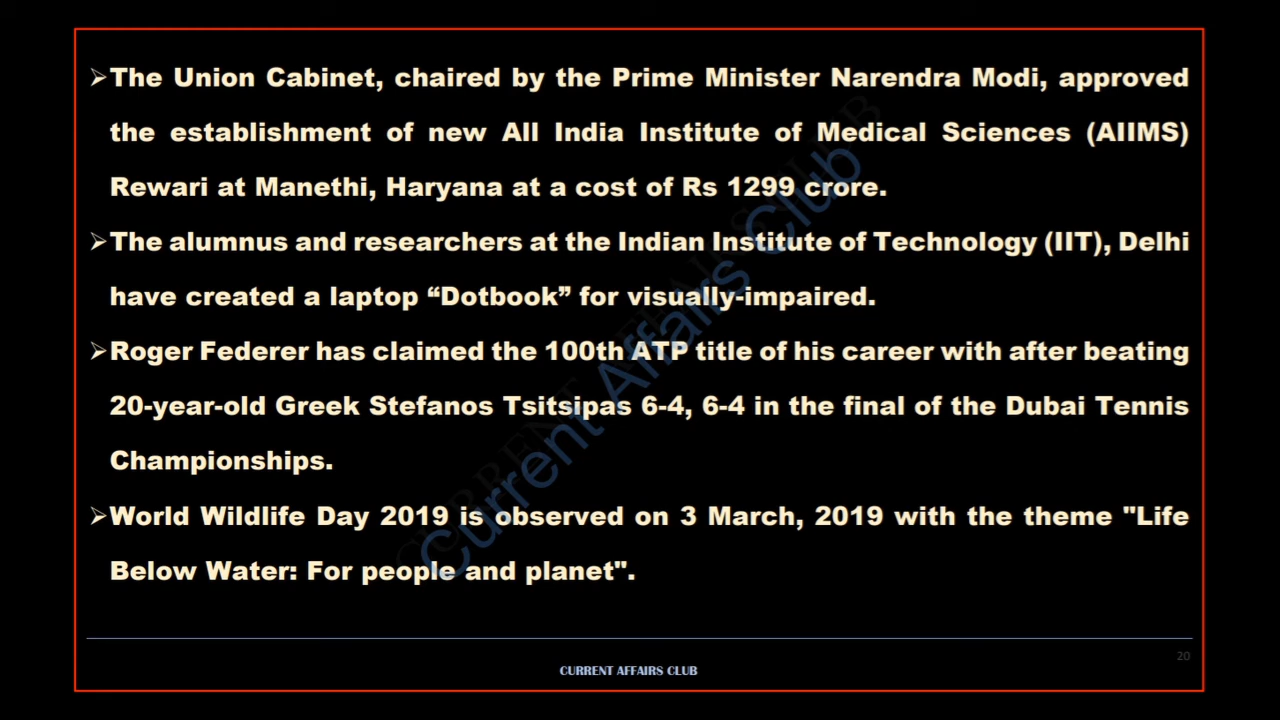 ➢The Union Cabinet, chaired by the Prime Minister Narendra Modi, approved
the establishment of new All India Institute of Medical Sciences (AIIMS)
Rewari at Manethi, Haryana at a cost of Rs 1299 crore.
➢The alumnus and researchers at the Indian Institute of Technology (IIT), Delhi
have created a laptop “Dotbook” for visually-impaired.
➢Roger Federer has claimed the 100th ATP title of his career with after beating
20-year-old Greek Stefanos Tsitsipas 6-4, 6-4 in the final of the Dubai Tennis
Championships.
➢World Wildlife Day 2019 is observed on 3 March, 2019 with the theme "Life
Below Water: For people and planet".
Current Affairs Club
CURRENT AFFAIRS CLUB
20
CURRENT AFFAIRS CLUB